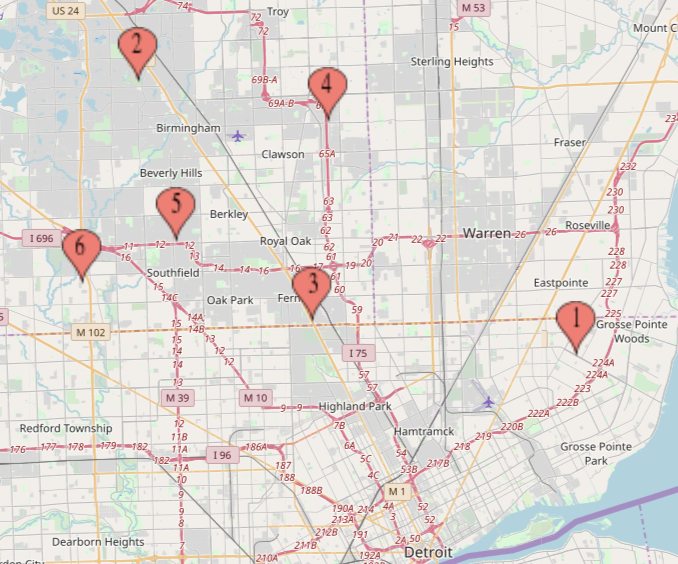 US 24
74
Troy
M 53
72
72
15
Mount C
2
Sterling Heights
69B-A
4
69A-B
Birmingham
Clawson
65A
Fraser
232
Beverly Hills
230
63
230
5
Berkley
63
62
Roseville
I 696
11
12
12
Royal Oak
62
20
21
22
22
Warren
26
26
6
16
13
61
228
Southfield
14
14
16
16
17
19
20
228
15
61
Eastpointe
227
14C
Oak Park
Fern
3
60
227
225
15
14A
59
1
Grosse Pointe
Woods
M 102
15
14B
13
14
12
I 75
14
12
224A
57
224A
13
57
223
M 39
M 10
9
9
Highland Park
222B
222A
12
7B
220B
Redford Township
11B
Hamtramck
219
176
177
178
179
182
11A
I 96
186A
6A
54
218
Grosse Pointe
Park
182
11A
187
5C
53B
217B
10
188
4C
9
188B
M 1
9
190A
214
4A
52
8
213A
3
52
Dearborn Heights
7
212B
191
2A
50
211B
210A
192A
Detroit